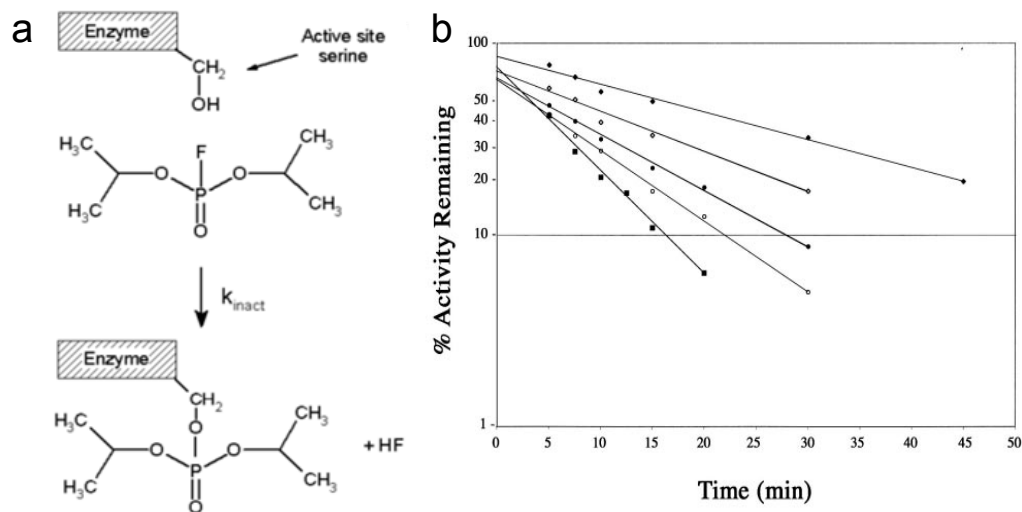 a
Enzyme
Active site
serine
CH2
OH
H3C
CH3
F
O
P
O
H3C
O
CH3
kinact
Enzyme
CH2
H3C
O
CH3
O
P
O
+ HF
H3C
O
CH3
b
% Activity Remaining
100
50
40
30
20
10
1
0 5 10 15 20 25 30 35 40 45 50
Time (min)